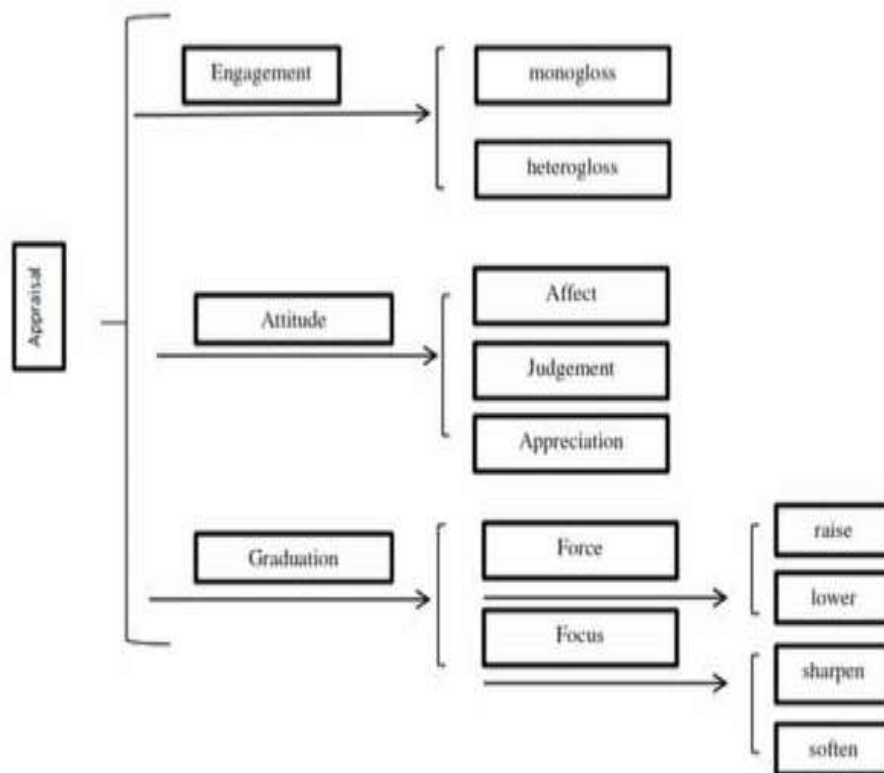 Appraisal
Engagement
monogloss
heterogloss
Attitude
Affect
Judgement
Appreciation
Graduation
Force
raise
lower
Focus
sharpen
soften